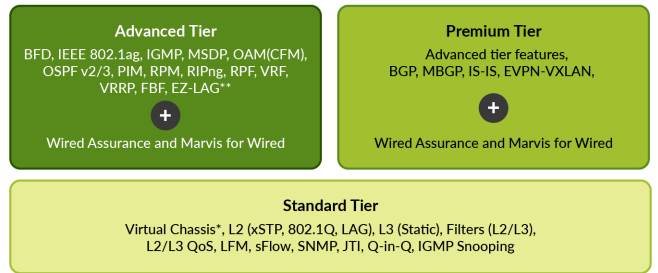 Advanced Tier
BFD, IEEE 802.1ag, IGMP, MSDP, OAM(CFM),
OSPF v2/3, PIM, RPM, RIPng, RPF, VRF,
VRRP, FBF, EZ-LAG**
+
Wired Assurance and Marvis for Wired
Premium Tier
Advanced tier features,
BGP, MBGP, IS-IS, EVPN-VXLAN,
+
Wired Assurance and Marvis for Wired
Standard Tier
Virtual Chassis*, L2 (xSTP, 802.1Q, LAG), L3 (Static), Filters (L2/L3),
L2/L3 QoS, LFM, sFlow, SNMP, JTI, Q-in-Q, IGMP Snooping